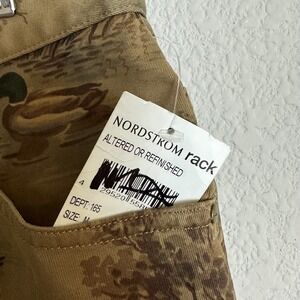 NORDSTROM rack
ALTERED OR REFINISHED
4
DEPT: 165
SIZE: M